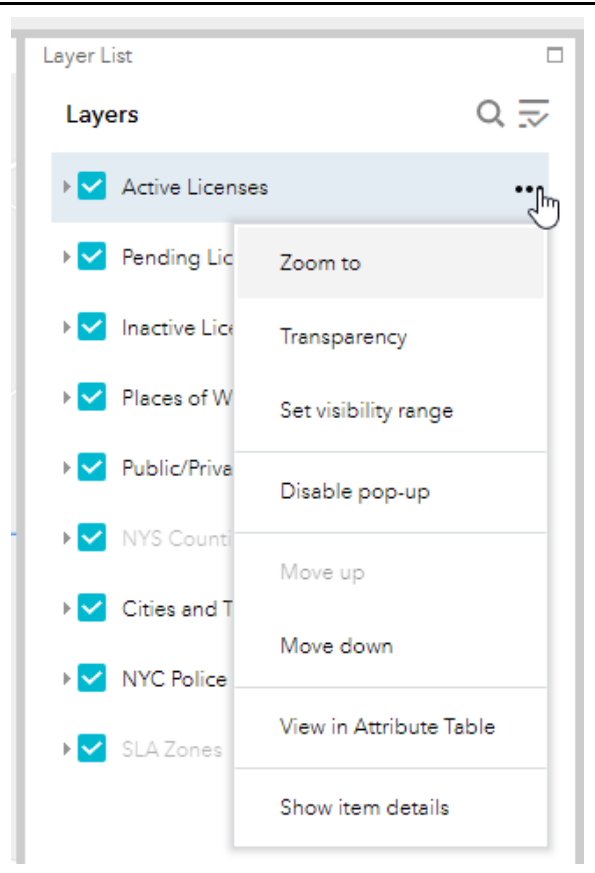 Layer List
Layers
Active Licenses
Pending Lic
Zoom to
Inactive Lice
Transparency
Places of W
Set visibility range
Public/Priva
Disable pop-up
NYS Counti
Move up
Cities and T
Move down
NYC Police
View in Attribute Table
SLA Zones
Show item details